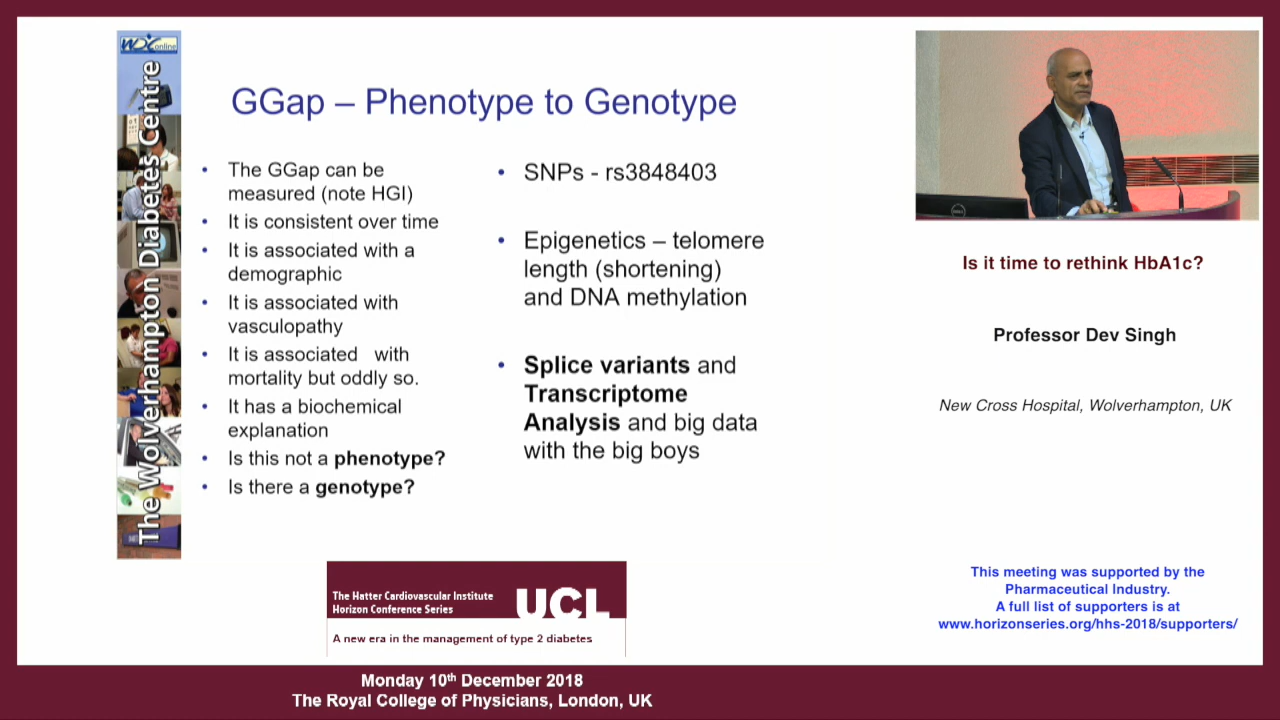 WDC online
The Wolverhampton Diabetes Centre
GGap – Phenotype to Genotype
• The GGap can be
measured (note HGI)
• It is consistent over time
• It is associated with a
demographic
• It is associated with
vasculopathy
• It is associated with
mortality but oddly so.
• It has a biochemical
explanation
• Is this not a phenotype?
• Is there a genotype?
• SNPs - rs3848403
• Epigenetics – telomere
length (shortening)
and DNA methylation
• Splice variants and
Transcriptome
Analysis and big data
with the big boys
Is it time to rethink HbA1c?
Professor Dev Singh
New Cross Hospital, Wolverhampton, UK
This meeting was supported by the
Pharmaceutical Industry.
A full list of supporters is at
www.horizonseries.org/hhs-2018/supporters/
The Hatter Cardiovascular Institute
Horizon Conference Series
UCL
A new era in the management of type 2 diabetes
Monday 10th December 2018
The Royal College of Physicians, London, UK